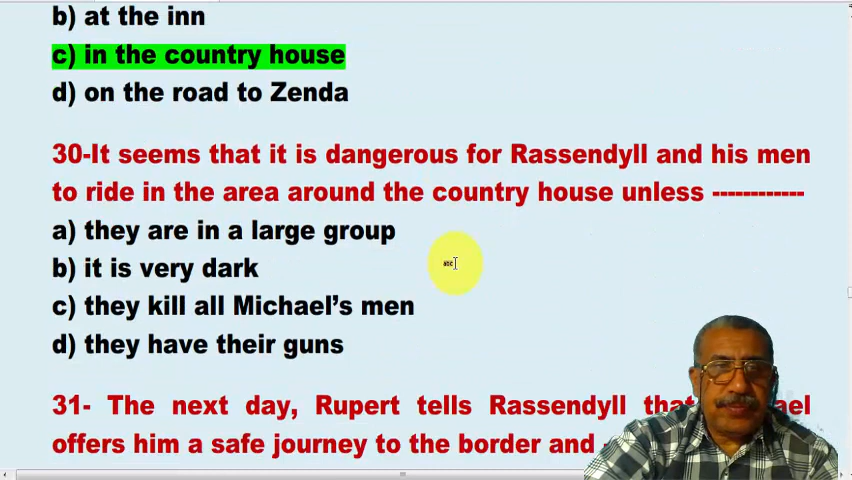 b) at the inn
c) in the country house
d) on the road to Zenda
30-It seems that it is dangerous for Rassendyll and his men
to ride in the area around the country house unless ------------
a) they are in a large group
b) it is very dark
c) they kill all Michael’s men
d) they have their guns
31- The next day, Rupert tells Rassendyll
offers him a safe journey to the border and